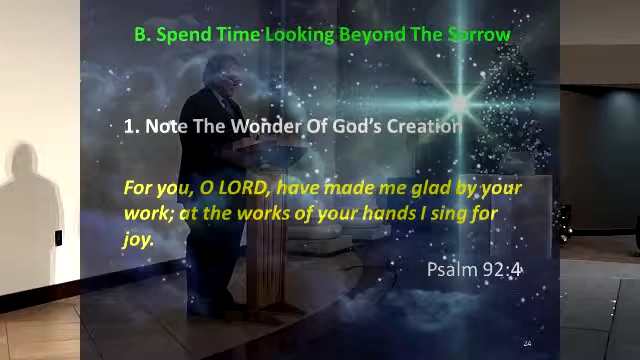 B. Spend Time Looking Beyond The Sorrow
1. Note The Wonder Of God's Creation
For you, O LORD, have made me glad by your
work; at the works of your hands I sing for
joy.
Psalm 92:4
24